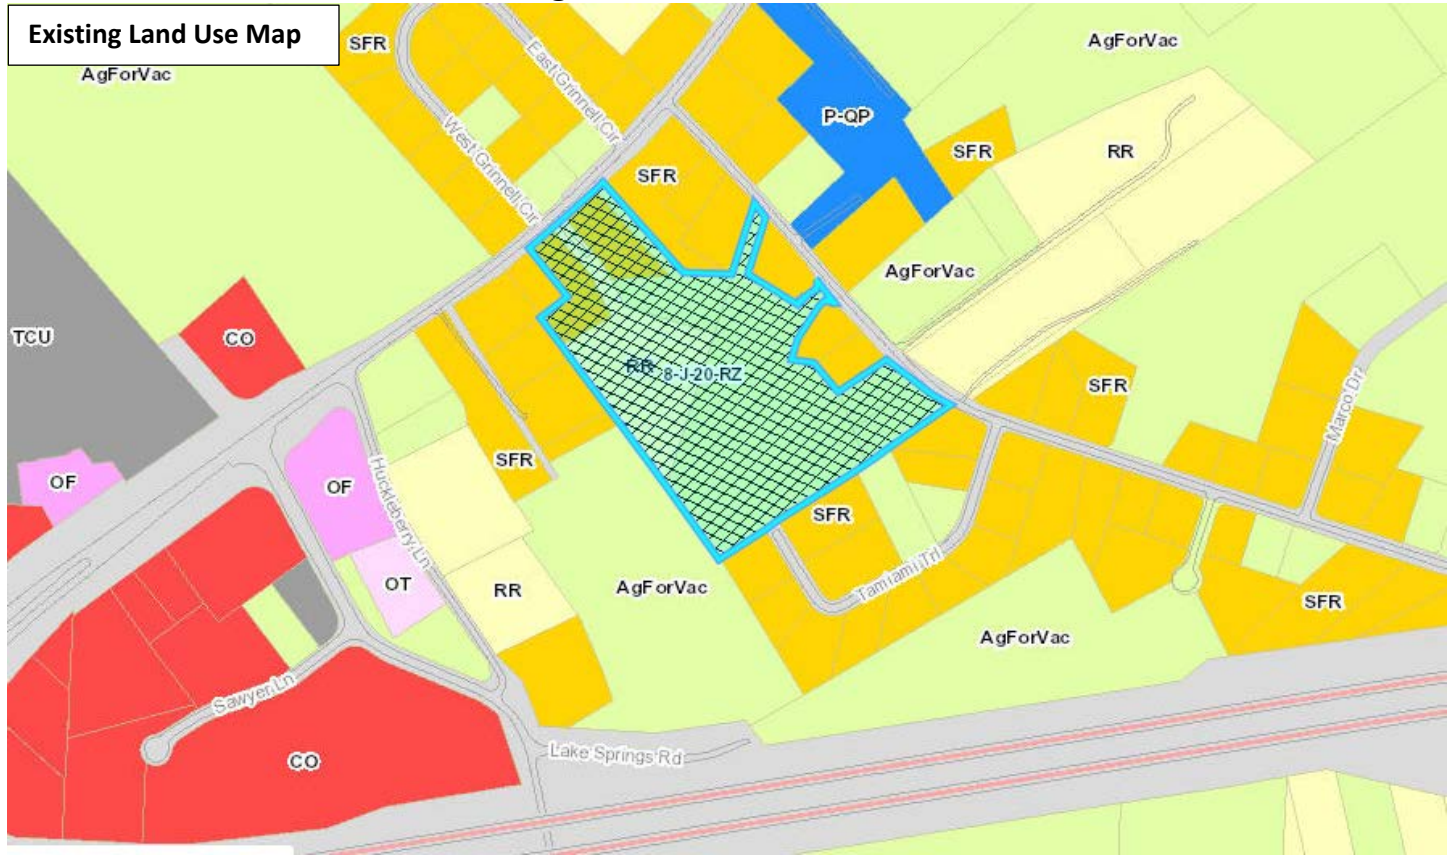 Existing Land Use Map
SFR
AgForVac
AgForVac
East Grinnell Cir
West Grinnell Cir
P-QP
SFR
RR
SFR
AgForVac
TCU
CO
RR
8-J-20-RZ
SFR
Marco Dr
SFR
OF
OF
Huckleberry Ln
SFR
OT
RR
AgForVac
Tamiami Trl
SFR
AgForVac
Sawyer Ln
CO
Lake Springs Rd